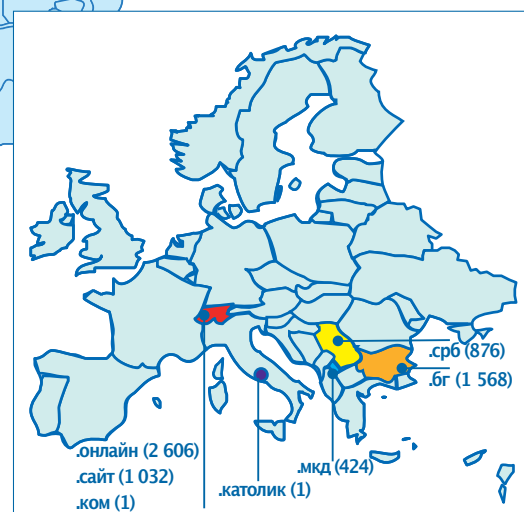 .срб (876)
.бг (1 568)
.онлайн (2 606)
.сайт (1 032)
.ком (1)
.католик (1)
.мкд (424)